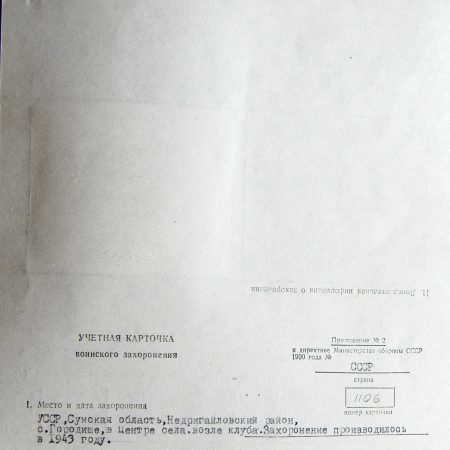 11. Дополнительная информация о захоронении
УЧЕТНАЯ КАРТОЧКА
воинского захоронения
Приложение № 2
к директиве Министерства обороны СССР
1990 года №
СССР
страна
1106
номер карточки
1. Место и дата захоронения
УССР,Сумская область,Недригайловский район,
с.Городище,в центре села.возле клуба.Захоронение производилось
в 1943 году.